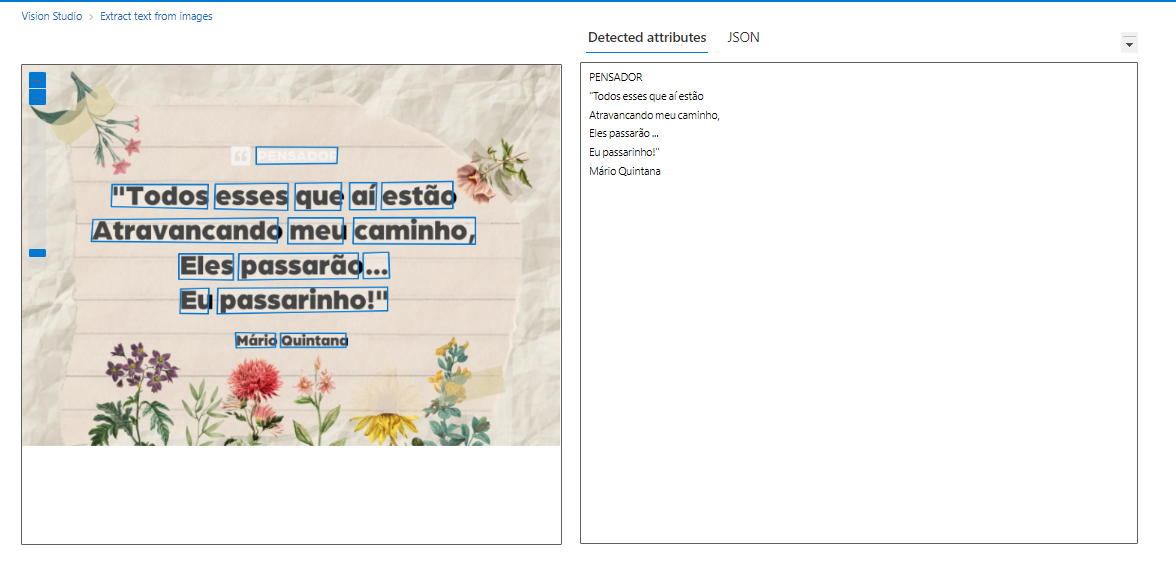 Vision Studio > Extract text from images
Detected attributes JSON
PENSADOR
"Todos esses que aí estão
Atravancando meu caminho,
Eles passarão...
Eu passarinho!"
Mário Quintana
PENSADOR
"Todos esses que aí estão
Atravancando meu caminho,
Eles passarão ...
Eu passarinho!"
Mário Quintana